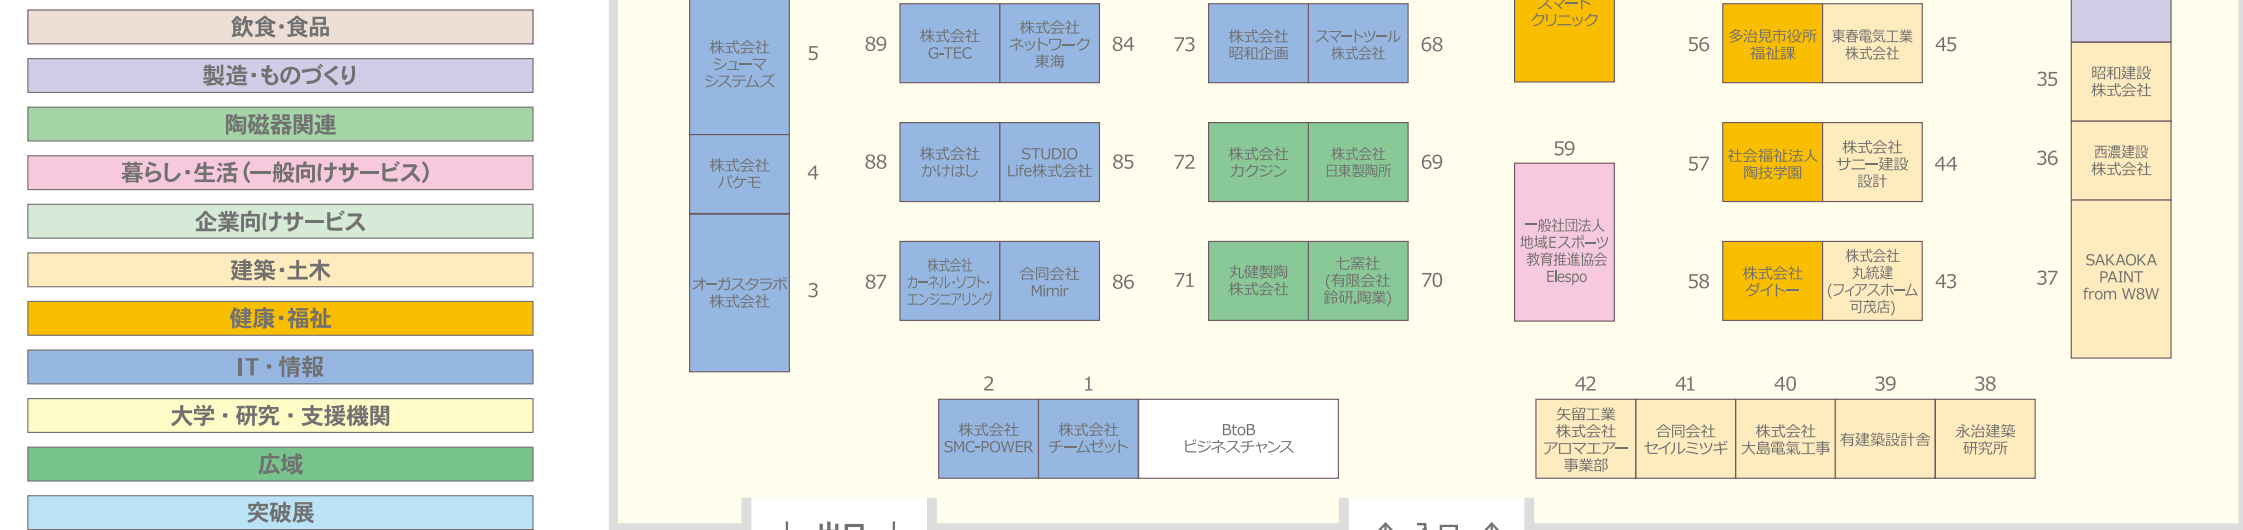 飲食・食品
製造・ものづくり
陶磁器関連
暮らし・生活(一般向けサービス)
企業向けサービス
建築・土木
健康・福祉
IT・情報
大学・研究・支援機関
広域
突破展
株式会社
シューマ
システムズ
5
株式会社
パケモ
4
オーガスタラボ
株式会社
3
89
株式会社
G-TEC
株式会社
ネットワーク
東海
84
88
株式会社
かけはし
STUDIO
Life株式会社
85
87
株式会社
カーネル・ソフト・
エンジニアリング
合同会社
Mimir
86
73
株式会社
昭和企画
スマートツール
株式会社
68
72
株式会社
カクジン
株式会社
日東製陶所
69
71
丸健製陶
株式会社
七窯社
(有限会社
鈴研.陶業)
70
2
株式会社
SMC-POWER
1
株式会社
チームゼット
BtoB
ビジネスチャンス
スマート
クリニック
59
一般社団法人
地域Eスポーツ
教育推進協会
Elespo
56
多治見市役所
福祉課
東春電気工業
株式会社
45
57
社会福祉法人
陶技学園
株式会社
サニー建設
設計
44
58
株式会社
ダイトー
株式会社
丸統建
(フィアスホーム
可茂店)
43
35
昭和建設
株式会社
36
西濃建設
株式会社
37
SAKAOKA
PAINT
from W8W
42
矢留工業
株式会社
アロマエアー
事業部
41
合同会社
セイルミツギ
40
株式会社
大島電氣工事
39
有建築設計舎
38
永治建築
研究所
出口
入口